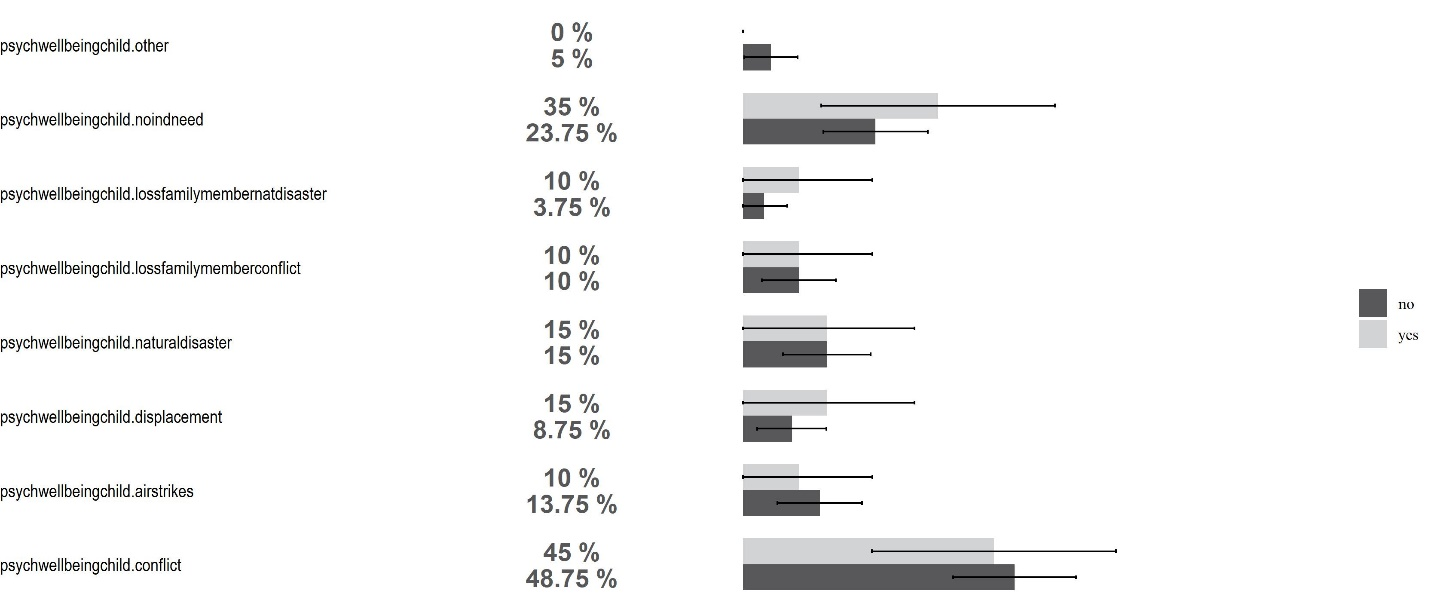 psychwellbeingchild.other
0 %
5 %
psychwellbeingchild.noindneed
35 %
23.75 %
psychwellbeingchild.lossfamilymembernatdisaster
10 %
3.75 %
psychwellbeingchild.lossfamilymemberconflict
10 %
10 %
psychwellbeingchild.naturaldisaster
15 %
15 %
psychwellbeingchild.displacement
15 %
8.75 %
psychwellbeingchild.airstrikes
10 %
13.75 %
psychwellbeingchild.conflict
45 %
48.75 %
no
yes